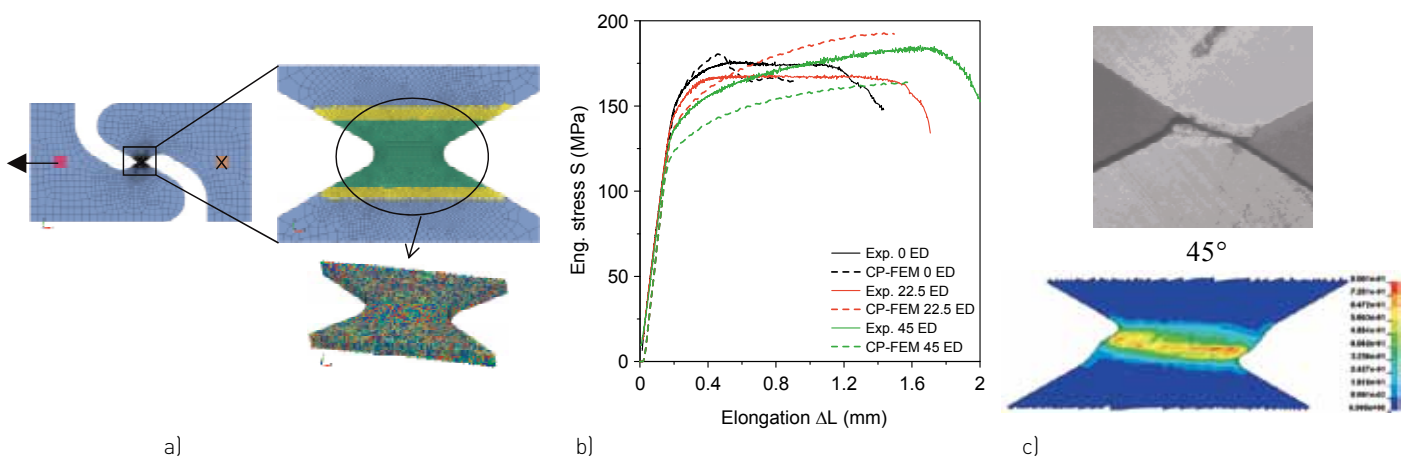 200
150
100
50
0
Eng. stress S (MPa)
Exp. 0 ED
CP-FEM 0 ED
Exp. 22.5 ED
CP-FEM 22.5 ED
Exp. 45 ED
CP-FEM 45 ED
0
0.4
0.8
1.2
1.6
2
Elongation ΔL (mm)
45°
a)
b)
c)